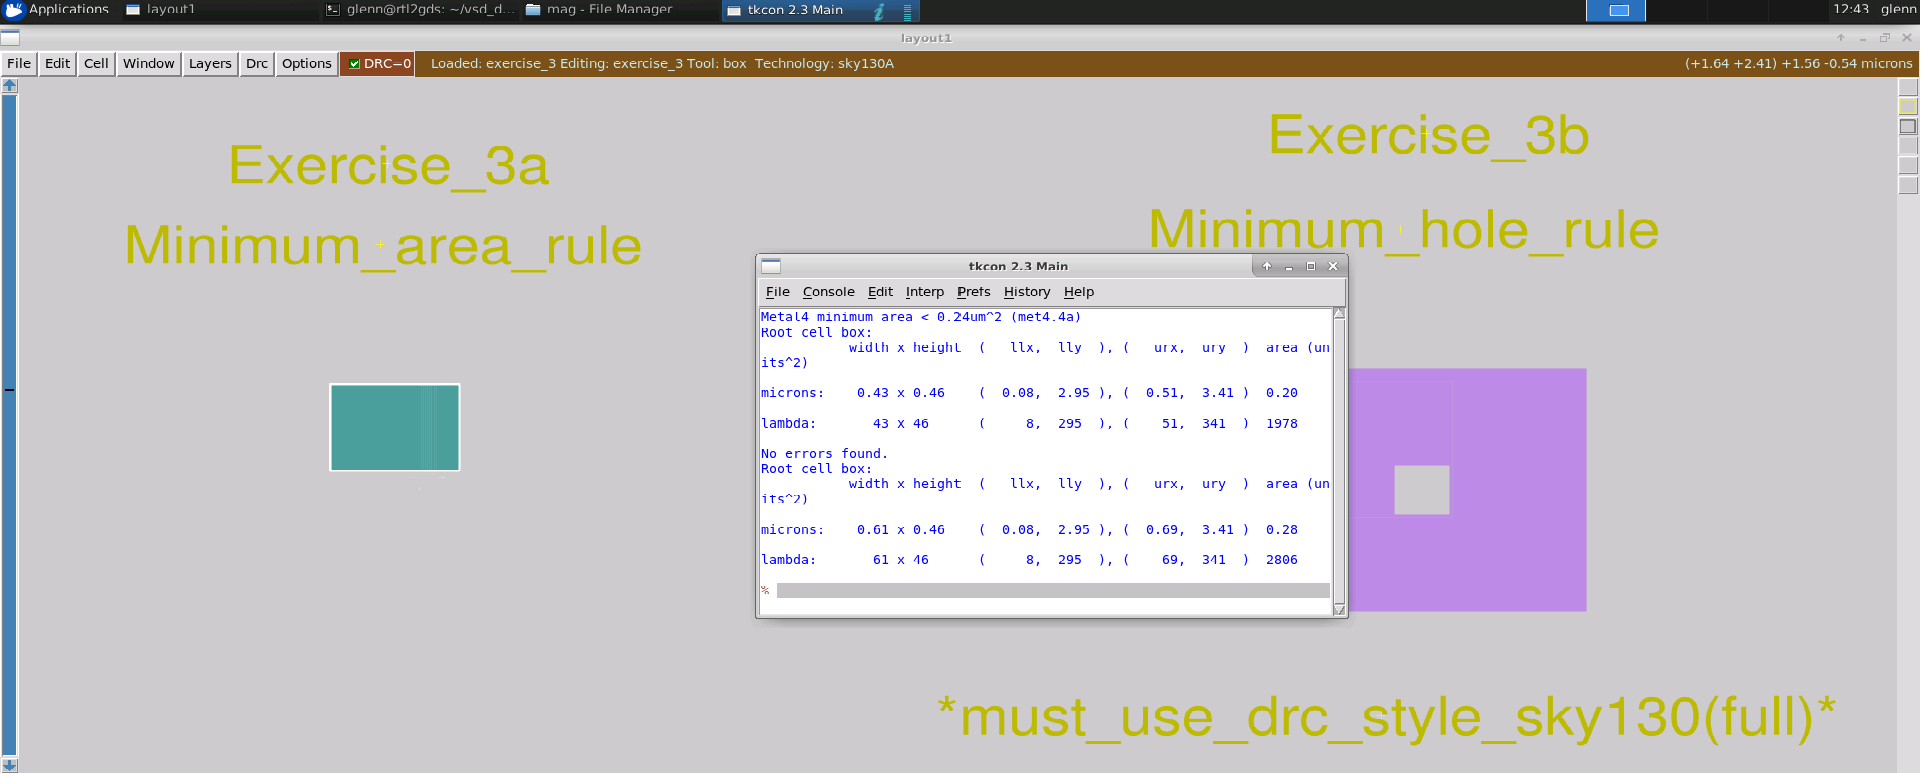 Applications layout1 glenn@rtl2gds: ~/vsd_d... mag - File Manager tkcon 2.3 Main 12:43 glenn
layout1
File Edit Cell Window Layers Drc Options DRC=0 Loaded: exercise_3 Editing: exercise_3 Tool: box Technology: sky130A (+1.64 +2.41) +1.56 -0.54 microns
Exercise_3a
Minimum_area_rule
Exercise_3b
Minimum_hole_rule
tkcon 2.3 Main
File Console Edit Interp Prefs History Help
Metal4 minimum area < 0.24um^2 (met4.4a)
Root cell box:
width x height ( llx, lly ), ( urx, ury ) area (un
its^2)
microns: 0.43 x 0.46 ( 0.08, 2.95 ), ( 0.51, 3.41 ) 0.20
lambda: 43 x 46 ( 8, 295 ), ( 51, 341 ) 1978
No errors found.
Root cell box:
width x height ( llx, lly ), ( urx, ury ) area (un
its^2)
microns: 0.61 x 0.46 ( 0.08, 2.95 ), ( 0.69, 3.41 ) 0.28
lambda: 61 x 46 ( 8, 295 ), ( 69, 341 ) 2806
%
*must_use_drc_style_sky130(full)*